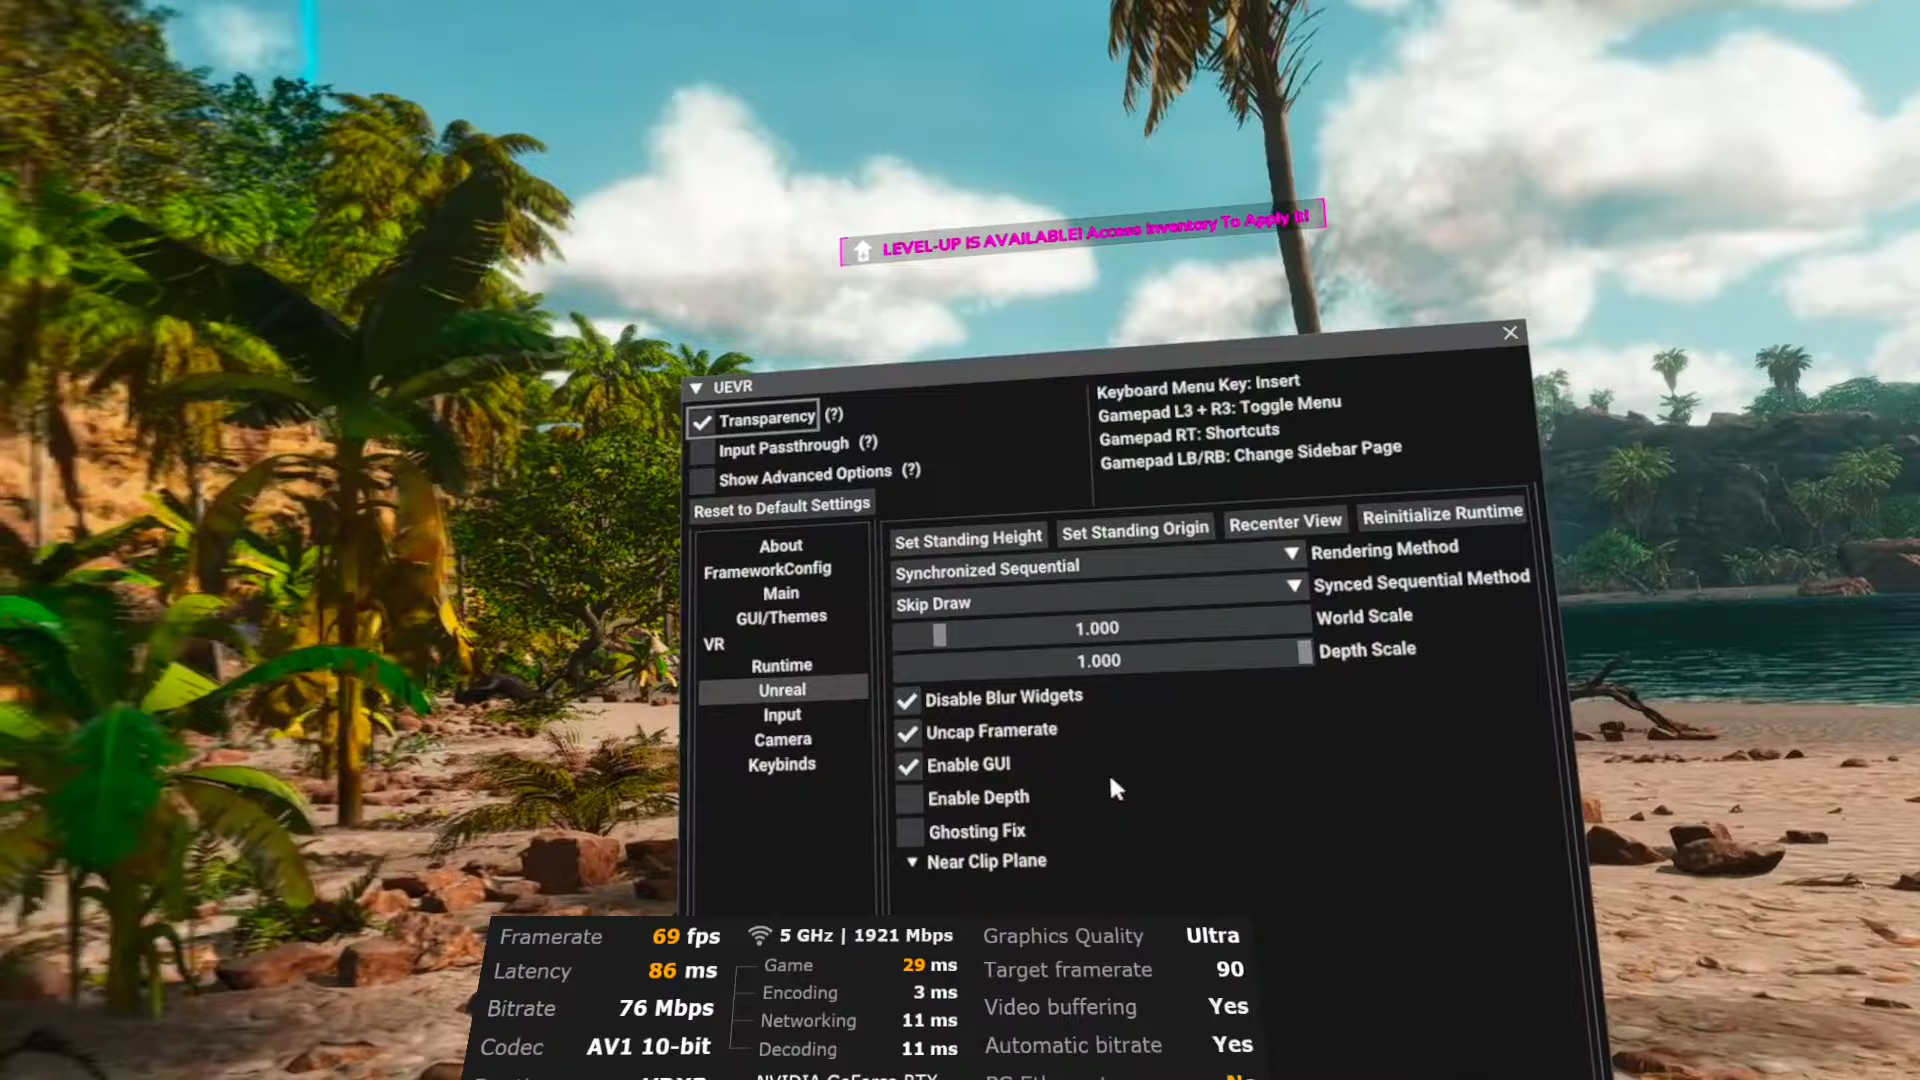 LEVEL-UP IS AVAILABLE! Access Inventory To Apply It!
UEVR
Transparency (?)
Input Passthrough (?)
Show Advanced Options (?)
Reset to Default Settings
Keyboard Menu Key: Insert
Gamepad L3 + R3: Toggle Menu
Gamepad RT: Shortcuts
Gamepad LB/RB: Change Sidebar Page
About
FrameworkConfig
Main
GUI/Themes
VR
Runtime
Unreal
Input
Camera
Keybinds
Set Standing Height Set Standing Origin Recenter View Reinitialize Runtime
Synchronized Sequential Rendering Method
Skip Draw Synced Sequential Method
1.000 World Scale
1.000 Depth Scale
Disable Blur Widgets
Uncap Framerate
Enable GUI
Enable Depth
Ghosting Fix
Near Clip Plane
Framerate 69 fps
Latency 86 ms
Bitrate 76 Mbps
Codec AV1 10-bit
5 GHz | 1921 Mbps
Game 29 ms
Encoding 3 ms
Networking 11 ms
Decoding 11 ms
NVIDIA GeForce RTX
Graphics Quality Ultra
Target framerate 90
Video buffering Yes
Automatic bitrate Yes